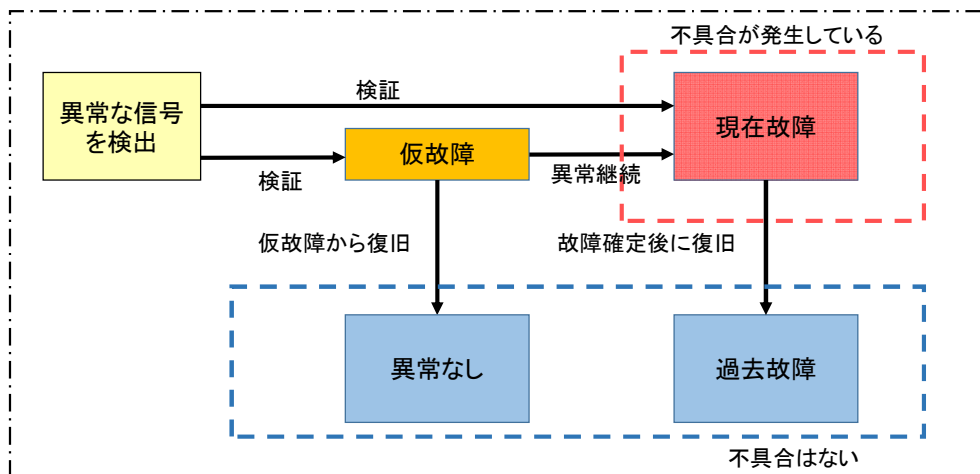 不具合が発生している
異常な信号
を検出
検証
現在故障
仮故障
検証
異常継続
仮故障から復旧
故障確定後に復旧
異常なし
過去故障
不具合はない